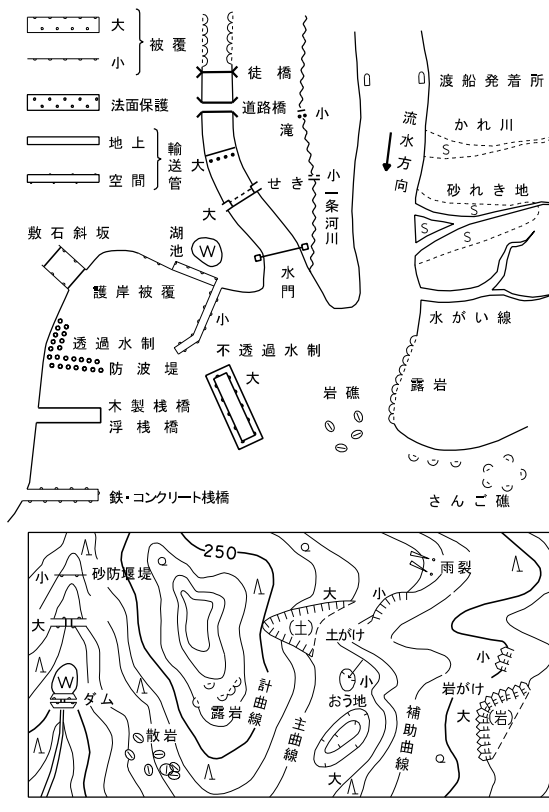 大
小
被覆
法面保護
地上
空間
輸送管
徒橋
道路橋
小
滝
大
せき
小
大
一条河川
水門
渡船発着所
流水方向
かれ川
S
砂れき地
S
S
S
水がい線
敷石斜坂
湖池
W
護岸被覆
小
透過水制
防波堤
不透過水制
大
木製桟橋
浮桟橋
鉄・コンクリート桟橋
岩礁
露岩
さんご礁
250
小
砂防堰堤
大
W
ダム
露岩
散岩
計曲線
主曲線
大
小
(土)
土がけ
小
おう地
大
補助曲線
雨裂
小
岩がけ
大
(岩)